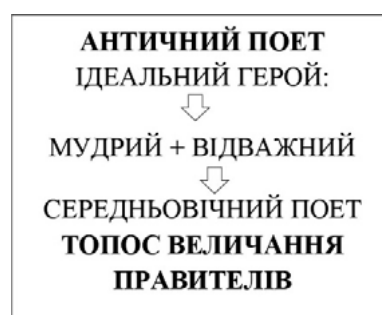 АНТИЧНИЙ ПОЕТ
ІДЕАЛЬНИЙ ГЕРОЙ:
МУДРИЙ + ВІДВАЖНИЙ
СЕРЕДНЬОВІЧНИЙ ПОЕТ
ТОПОС ВЕЛИЧАННЯ
ПРАВИТЕЛІВ